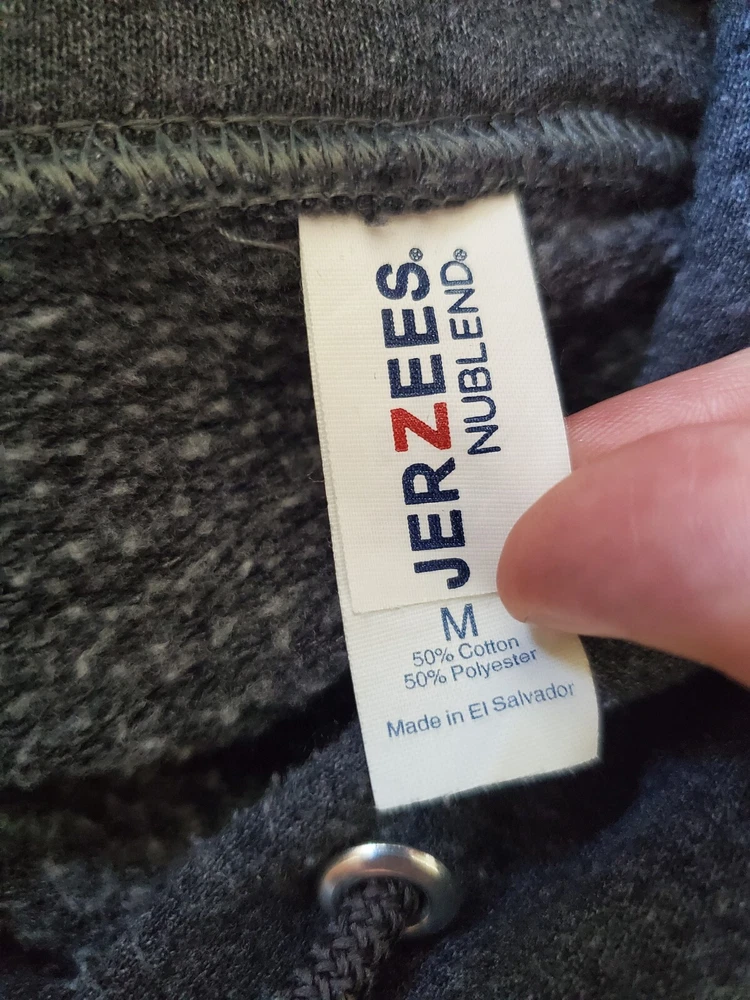 JERZEES®
NUBLEND®
M
50% Cotton
50% Polyester
Made in El Salvador